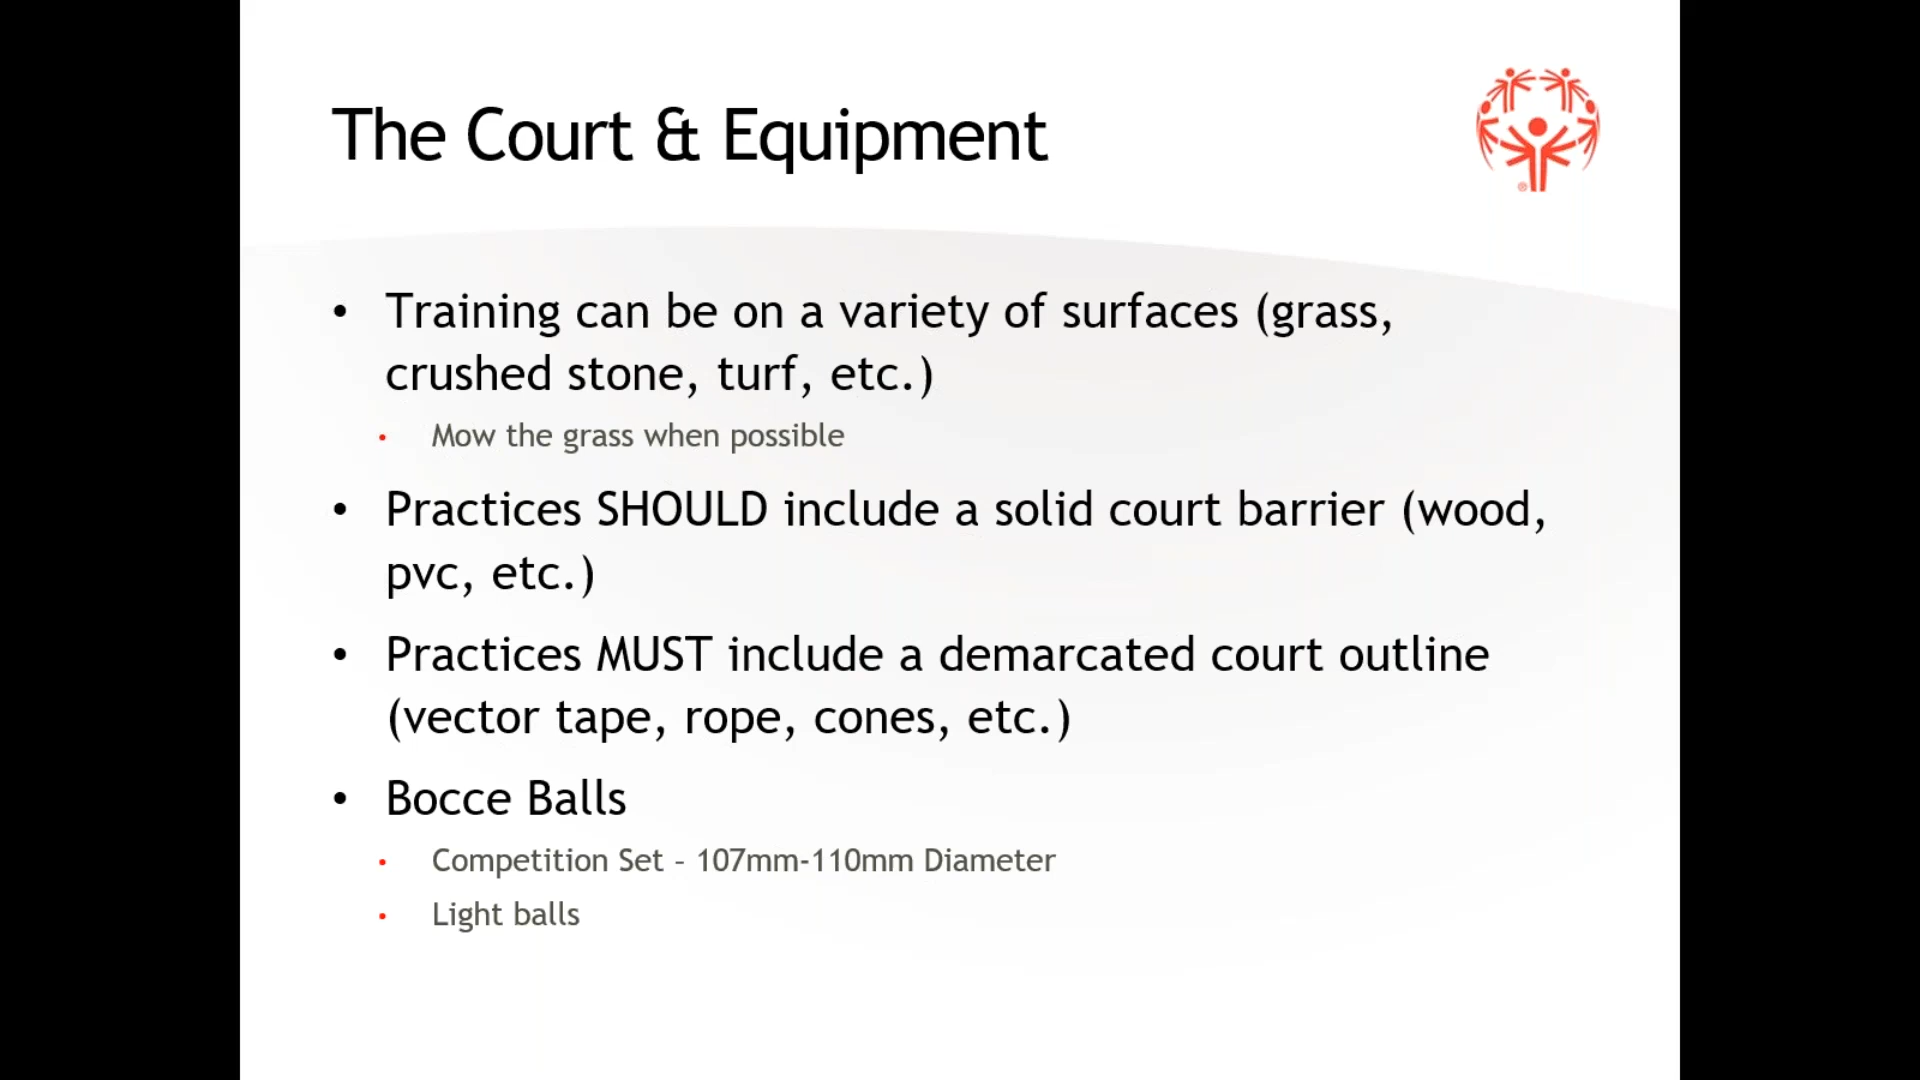 The Court & Equipment
®
• Training can be on a variety of surfaces (grass,
crushed stone, turf, etc.)
• Mow the grass when possible
• Practices SHOULD include a solid court barrier (wood,
pvc, etc.)
• Practices MUST include a demarcated court outline
(vector tape, rope, cones, etc.)
• Bocce Balls
• Competition Set – 107mm-110mm Diameter
• Light balls